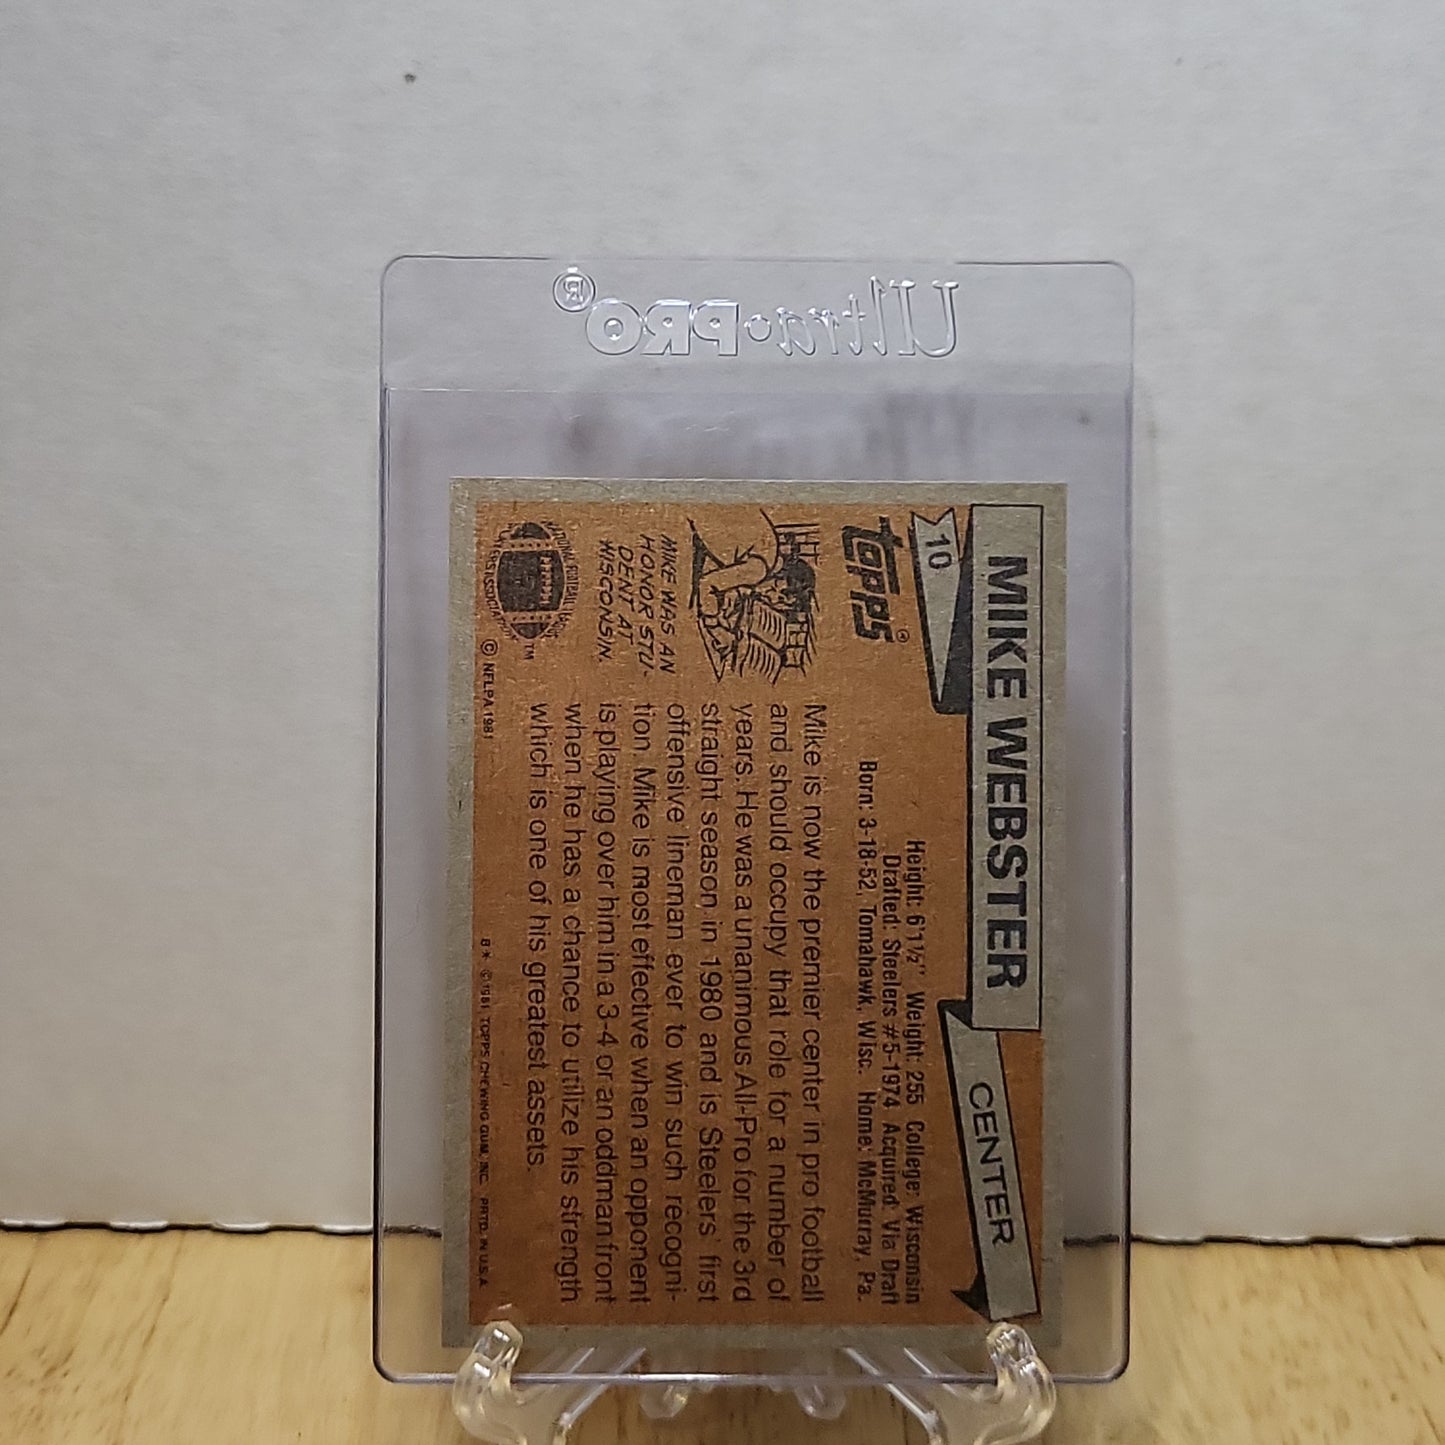 Ultra·PRO®
MIKE WEBSTER
CENTER
10
TOPPS®
Height: 6'1½" Weight: 255 College: Wisconsin
Drafted: Steelers #5-1974 Acquired: Via Draft
Born: 3-18-52, Tomahawk, Wisc. Home: McMurray, Pa.
MIKE WAS AN
HONOR STU-
DENT AT
WISCONSIN.
Mike is now the premier center in pro football
and should occupy that role for a number of
years. He was a unanimous All-Pro for the 3rd
straight season in 1980 and is Steelers' first
offensive lineman ever to win such recogni-
tion. Mike is most effective when an opponent
is playing over him in a 3-4 or an oddman front
when he has a chance to utilize his strength
which is one of his greatest assets.
NATIONAL FOOTBALL LEAGUE
TM
© NFLPA 1981
8* ©1981, TOPPS CHEWING GUM, INC. PRTD. IN U.S.A.